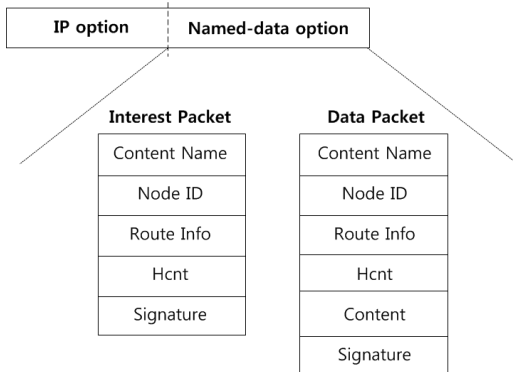 IP option
Named-data option
Interest Packet
Content Name
Node ID
Route Info
Hcnt
Signature
Data Packet
Content Name
Node ID
Route Info
Hcnt
Content
Signature